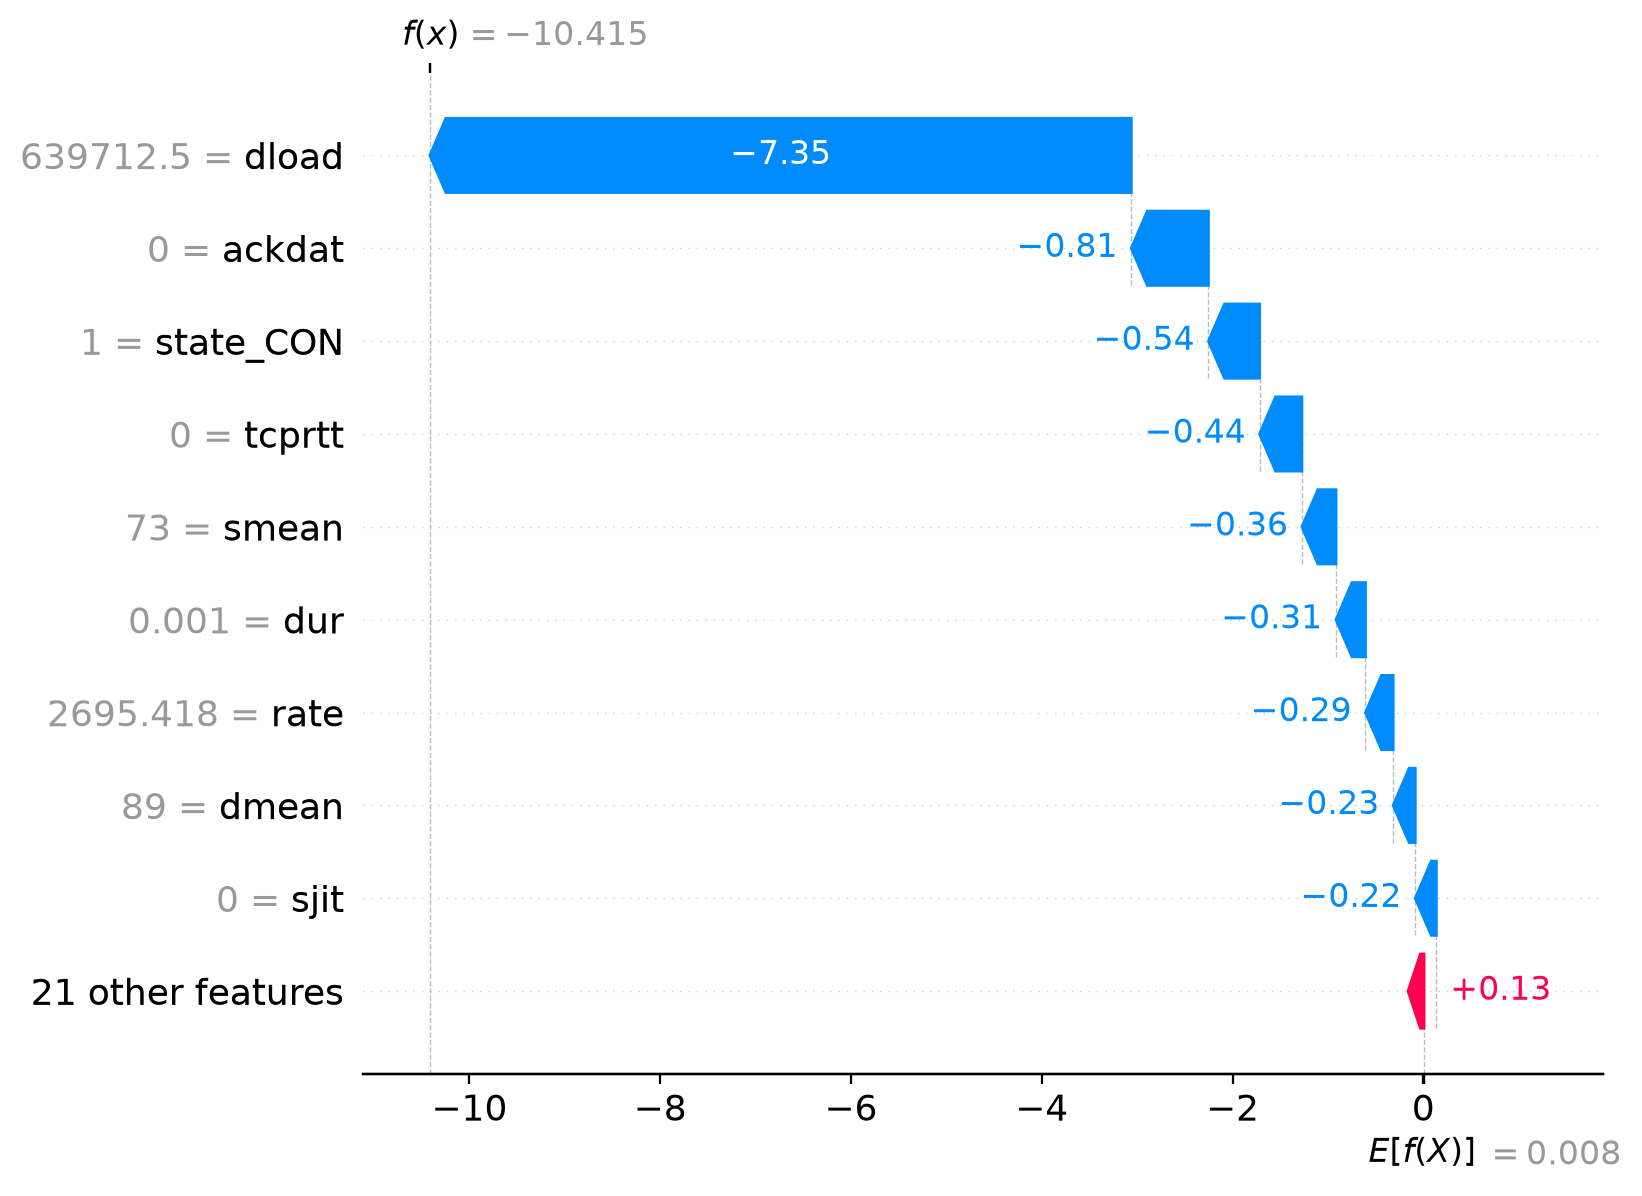 f(x) = −10.415
639712.5 = dload
−7.35
0 = ackdat
−0.81
1 = state_CON
−0.54
0 = tcprtt
−0.44
73 = smean
−0.36
0.001 = dur
−0.31
2695.418 = rate
−0.29
89 = dmean
−0.23
0 = sjit
−0.22
21 other features
+0.13
−10 −8 −6 −4 −2 0
E[f(X)] = 0.008